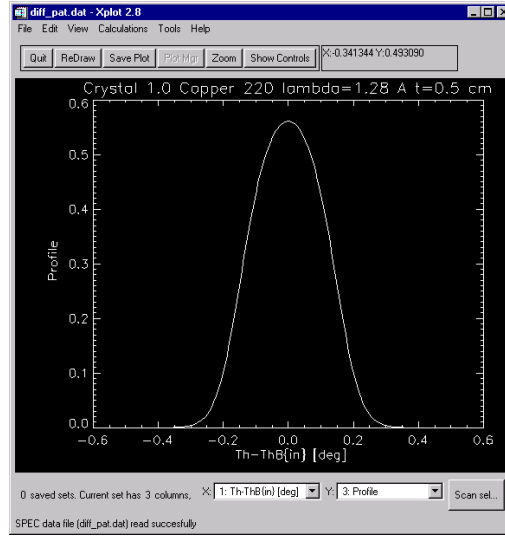 diff_pat.dat - Xplot 2.8
File Edit View Calculations Tools Help
Quit ReDraw Save Plot Plot Mgr Zoom Show Controls X:-0.341344 Y:0.493090
Crystal 1.0 Copper 220 lambda=1.28 A t=0.5 cm
0.6
0.5
0.4
0.3
0.2
0.1
0.0
Profile
-0.6 -0.4 -0.2 0.0 0.2 0.4 0.6
Th-ThB{in} [deg]
0 saved sets. Current set has 3 columns, X: 1: Th-ThB{in} [deg] Y: 3: Profile Scan sel...
SPEC data file (diff_pat.dat) read succesfully